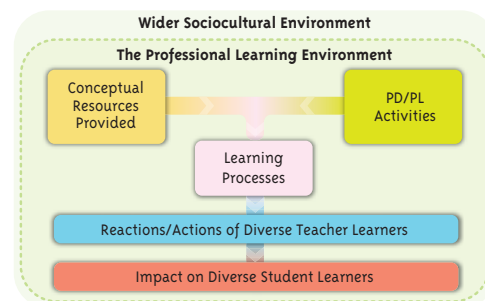 Wider Sociocultural Environment
The Professional Learning Environment
Conceptual
Resources
Provided
PD/PL
Activities
Learning
Processes
Reactions/Actions of Diverse Teacher Learners
Impact on Diverse Student Learners